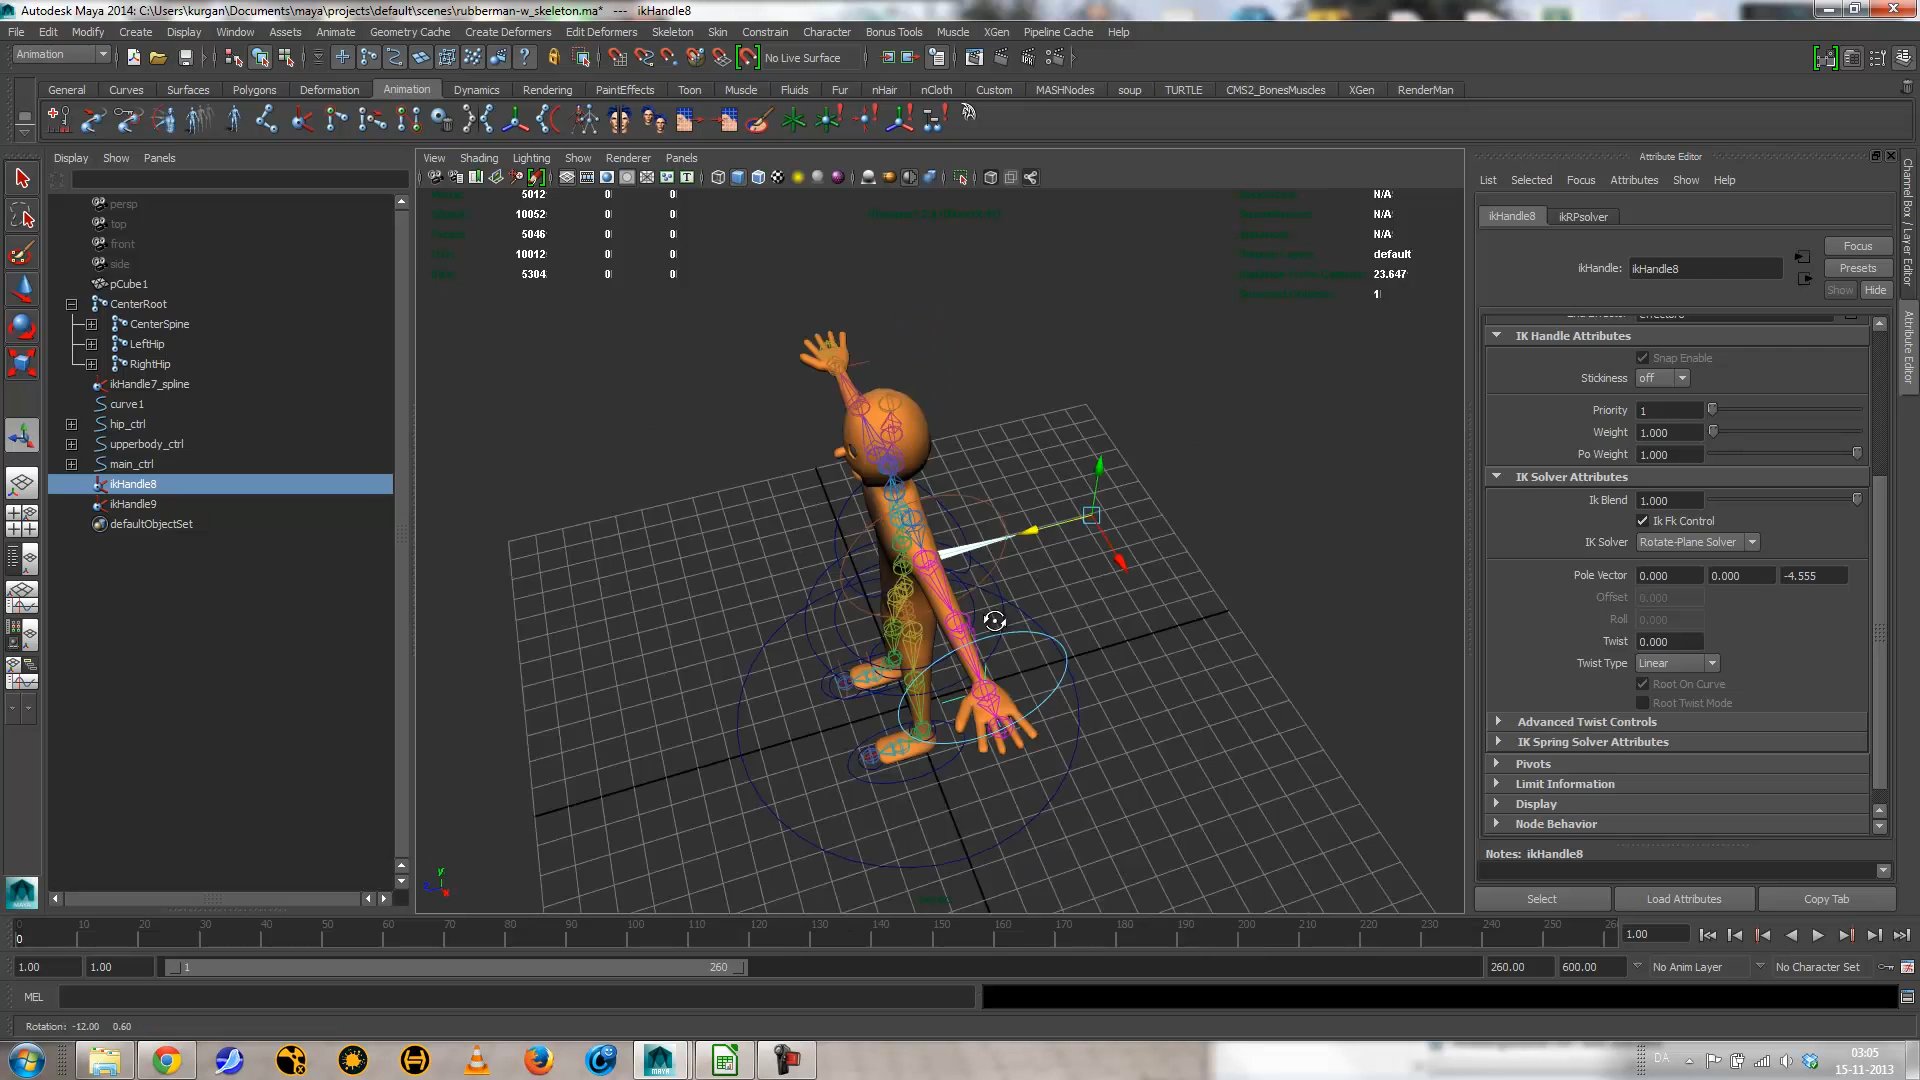 Autodesk Maya 2014: C:\Users\kurgan\Documents\maya\projects\default\scenes\rubberman-w_skeleton.ma* --- ikHandle8
File Edit Modify Create Display Window Assets Animate Geometry Cache Create Deformers Edit Deformers Skeleton Skin Constrain Character Bonus Tools Muscle XGen Pipeline Cache Help
Animation No Live Surface
General Curves Surfaces Polygons Deformation Animation Dynamics Rendering PaintEffects Toon Muscle Fluids Fur nHair nCloth Custom MASHNodes soup TURTLE CMS2_BonesMuscles XGen RenderMan
Display Show Panels
View Shading Lighting Show Renderer Panels
Attribute Editor
List Selected Focus Attributes Show Help
persp
top
front
side
pCube1
CenterRoot
CenterSpine
LeftHip
RightHip
ikHandle7_spline
curve1
hip_ctrl
upperbody_ctrl
main_ctrl
ikHandle8
ikHandle9
defaultObjectSet
5012 0 0
10052 0 0
5046 0 0
10012 0 0
5304 0 0
N/A
N/A
N/A
default
23.647
1
ikHandle8 ikRPsolver
Focus
ikHandle: ikHandle8 Presets
Show Hide
IK Handle Attributes
Snap Enable
Stickiness off
Priority 1
Weight 1.000
Po Weight 1.000
IK Solver Attributes
Ik Blend 1.000
Ik Fk Control
IK Solver Rotate-Plane Solver
Pole Vector 0.000 0.000 -4.555
Offset 0.000
Roll 0.000
Twist 0.000
Twist Type Linear
Root On Curve
Root Twist Mode
Advanced Twist Controls
IK Spring Solver Attributes
Pivots
Limit Information
Display
Node Behavior
Notes: ikHandle8
Select Load Attributes Copy Tab
Channel Box / Layer Editor
Attribute Editor
y
0 10 20 30 40 50 60 70 80 90 100 110 120 130 140 150 160 170 180 190 200 210 220 230 240 250 26
0 1.00
1.00 1.00 1 260 260.00 600.00 No Anim Layer No Character Set
MEL
Rotation: -12.00 0.60
MAYA
DA 03:05
15-11-2013